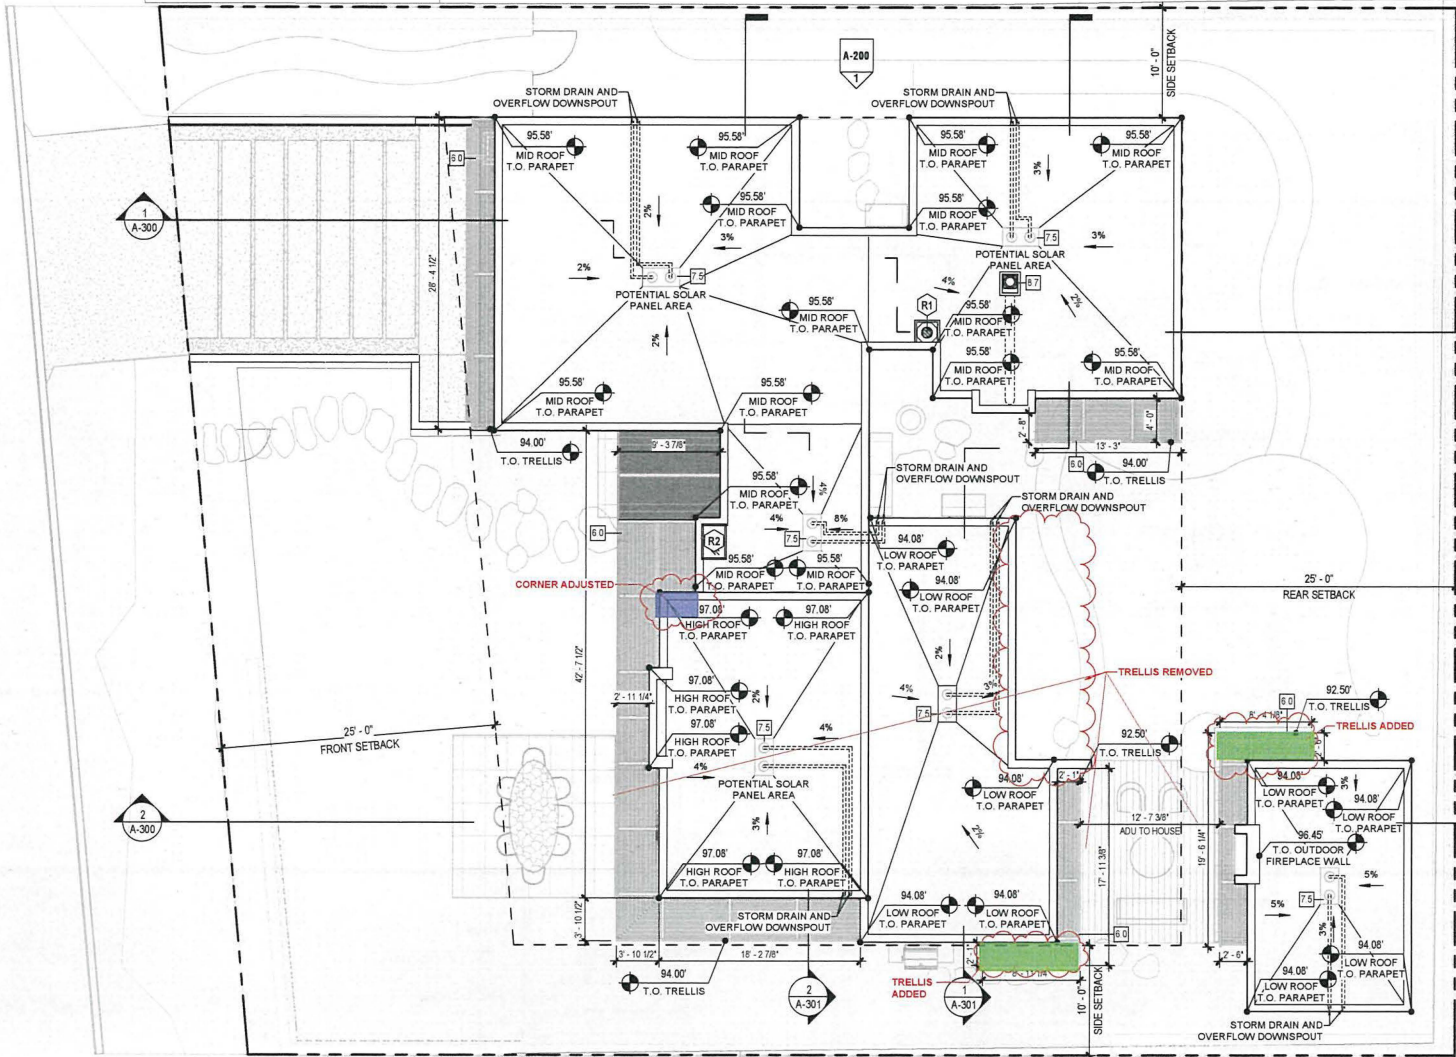 A-200
1
10' - 0"
SIDE SETBACK
STORM DRAIN AND
OVERFLOW DOWNSPOUT
STORM DRAIN AND
OVERFLOW DOWNSPOUT
95.58'
MID ROOF
T.O. PARAPET
95.58'
MID ROOF
T.O. PARAPET
95.58'
MID ROOF
T.O. PARAPET
95.58'
MID ROOF
T.O. PARAPET
6.0
3%
1
A-300
95.58'
MID ROOF
T.O. PARAPET
95.58'
MID ROOF
T.O. PARAPET
2%
3%
7.5
3%
28' - 4 1/2"
2%
7.5
POTENTIAL SOLAR
PANEL AREA
POTENTIAL SOLAR
PANEL AREA
4%
8.7
2%
R1
95.58'
MID ROOF
T.O. PARAPET
95.58'
MID ROOF
T.O. PARAPET
2%
95.58'
MID ROOF
T.O. PARAPET
95.58'
MID ROOF
T.O. PARAPET
95.58'
MID ROOF
T.O. PARAPET
95.58'
MID ROOF
T.O. PARAPET
94.00'
T.O. TRELLIS
9' - 3 7/8"
2' - 8"
4' - 0"
13' - 3"
6.0
94.00'
T.O. TRELLIS
95.58'
MID ROOF
T.O. PARAPET
4%
STORM DRAIN AND
OVERFLOW DOWNSPOUT
STORM DRAIN AND
OVERFLOW DOWNSPOUT
6.0
R2
4%
8%
7.5
94.08'
LOW ROOF
T.O. PARAPET
95.58'
MID ROOF
T.O. PARAPET
95.58'
MID ROOF
T.O. PARAPET
94.08'
LOW ROOF
T.O. PARAPET
CORNER ADJUSTED
25' - 0"
REAR SETBACK
97.08'
HIGH ROOF
T.O. PARAPET
97.08'
HIGH ROOF
T.O. PARAPET
42' - 7 1/2"
2%
TRELLIS REMOVED
97.08'
HIGH ROOF
T.O. PARAPET
2' - 11 1/4"
2%
4%
3%
7.5
97.08'
HIGH ROOF
T.O. PARAPET
7.5
4%
4%
25' - 0"
FRONT SETBACK
92.50'
T.O. TRELLIS
6.0
92.50'
T.O. TRELLIS
8' - 4 1/8"
TRELLIS ADDED
2' - 6"
POTENTIAL SOLAR
PANEL AREA
94.08'
LOW ROOF
T.O. PARAPET
2' - 1"
94.08'
LOW ROOF
T.O. PARAPET
3%
94.08'
LOW ROOF
T.O. PARAPET
2
A-300
3%
2%
12' - 7 3/8"
ADU TO HOUSE
19' - 6 1/4"
96.45'
T.O. OUTDOOR
FIREPLACE WALL
97.08'
HIGH ROOF
T.O. PARAPET
97.08'
HIGH ROOF
T.O. PARAPET
17' - 11 3/8"
5%
7.5
5%
94.08'
LOW ROOF
T.O. PARAPET
94.08'
LOW ROOF
T.O. PARAPET
3' - 10 1/2"
STORM DRAIN AND
OVERFLOW DOWNSPOUT
6.0
3%
94.08'
LOW ROOF
T.O. PARAPET
3' - 10 1/2"
18' - 2 7/8"
2' - 1"
2' - 6"
94.00'
T.O. TRELLIS
94.08'
LOW ROOF
T.O. PARAPET
2
A-301
TRELLIS
ADDED
1
A-301
10' - 0"
SIDE SETBACK
STORM DRAIN AND
OVERFLOW DOWNSPOUT